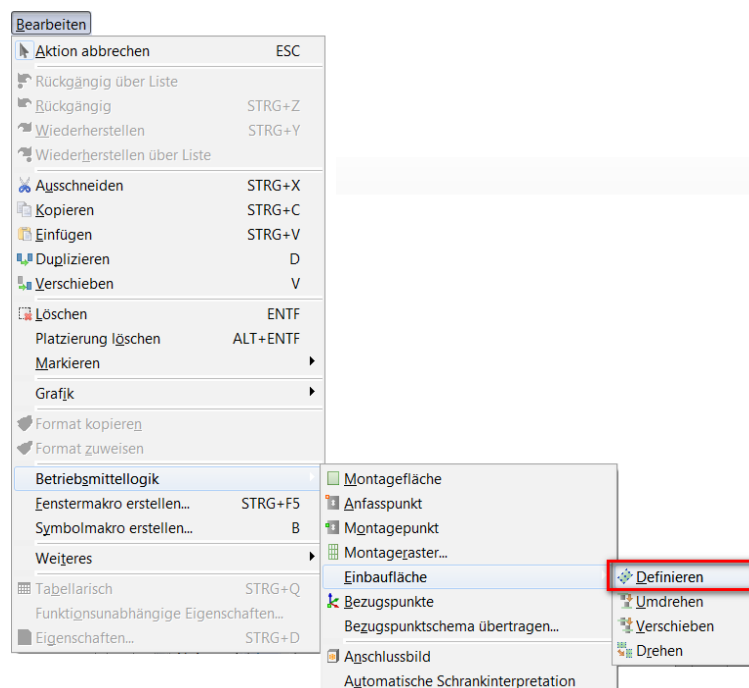 Bearbeiten
Aktion abbrechen ESC
Rückgängig über Liste
Rückgängig STRG+Z
Wiederherstellen STRG+Y
Wiederherstellen über Liste
Ausschneiden STRG+X
Kopieren STRG+C
Einfügen STRG+V
Duplizieren D
Verschieben V
Löschen ENTF
Platzierung löschen ALT+ENTF
Markieren
Grafik
Format kopieren
Format zuweisen
Betriebsmittellogik
Fenstermakro erstellen... STRG+F5
Symbolmakro erstellen... B
Weiteres
Tabellarisch STRG+Q
Funktionsunabhängige Eigenschaften...
Eigenschaften... STRG+D
Montagefläche
Anfasspunkt
Montagepunkt
Montageraster...
Einbaufläche
Bezugspunkte
Bezugspunktschema übertragen...
Anschlussbild
Automatische Schrankinterpretation
Definieren
Umdrehen
Verschieben
Drehen